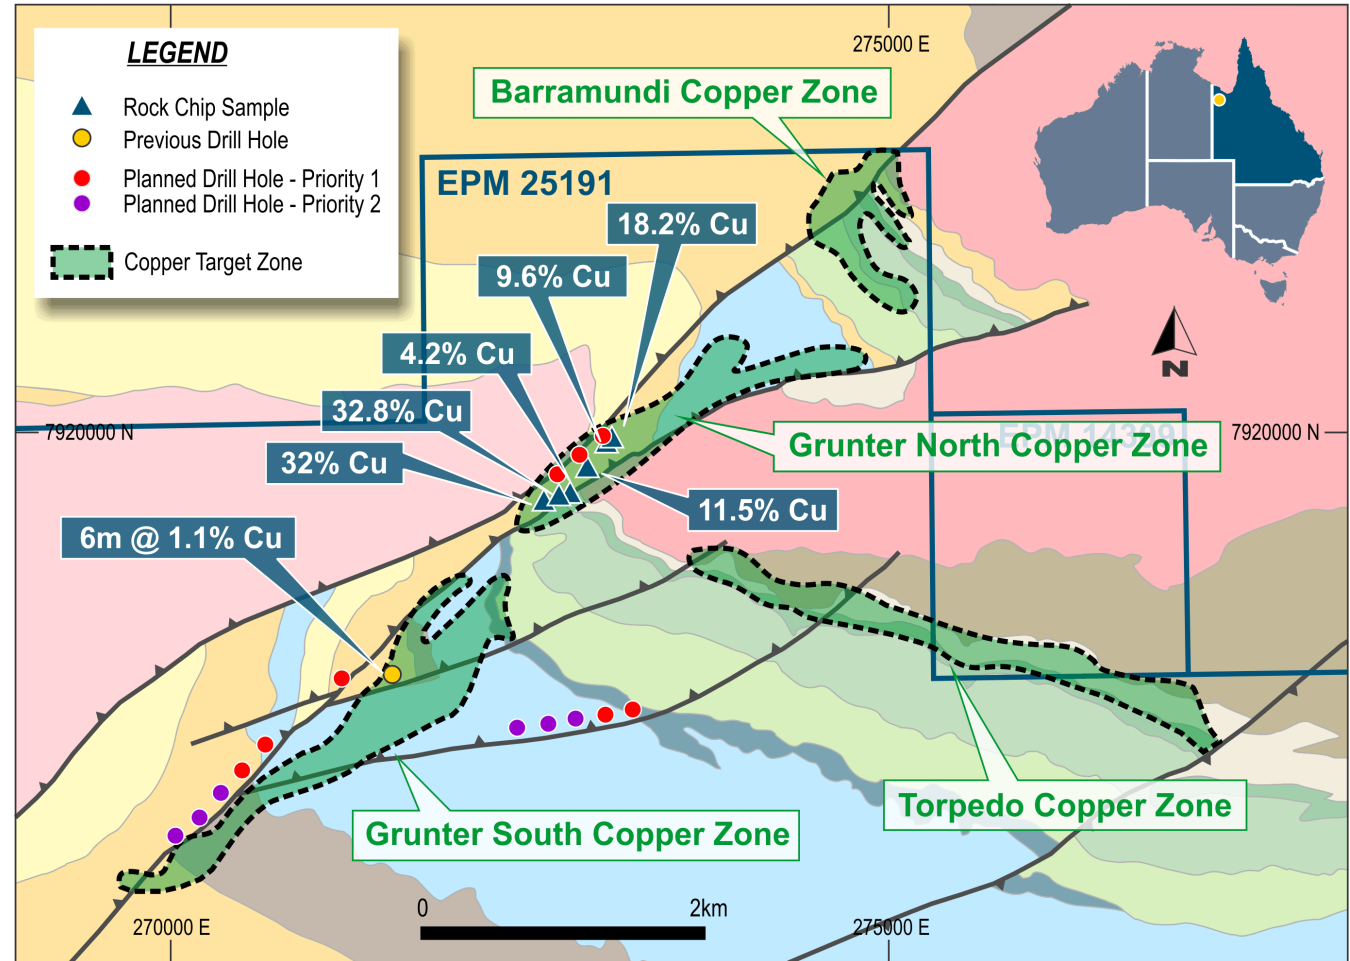 LEGEND
Rock Chip Sample
Previous Drill Hole
Planned Drill Hole - Priority 1
Planned Drill Hole - Priority 2
Copper Target Zone
275000 E
Barramundi Copper Zone
EPM 25191
18.2% Cu
9.6% Cu
4.2% Cu
32.8% Cu
32% Cu
7920000 N
EPM 14309
7920000 N
Grunter North Copper Zone
11.5% Cu
6m @ 1.1% Cu
N
Torpedo Copper Zone
Grunter South Copper Zone
0
2km
270000 E
275000 E